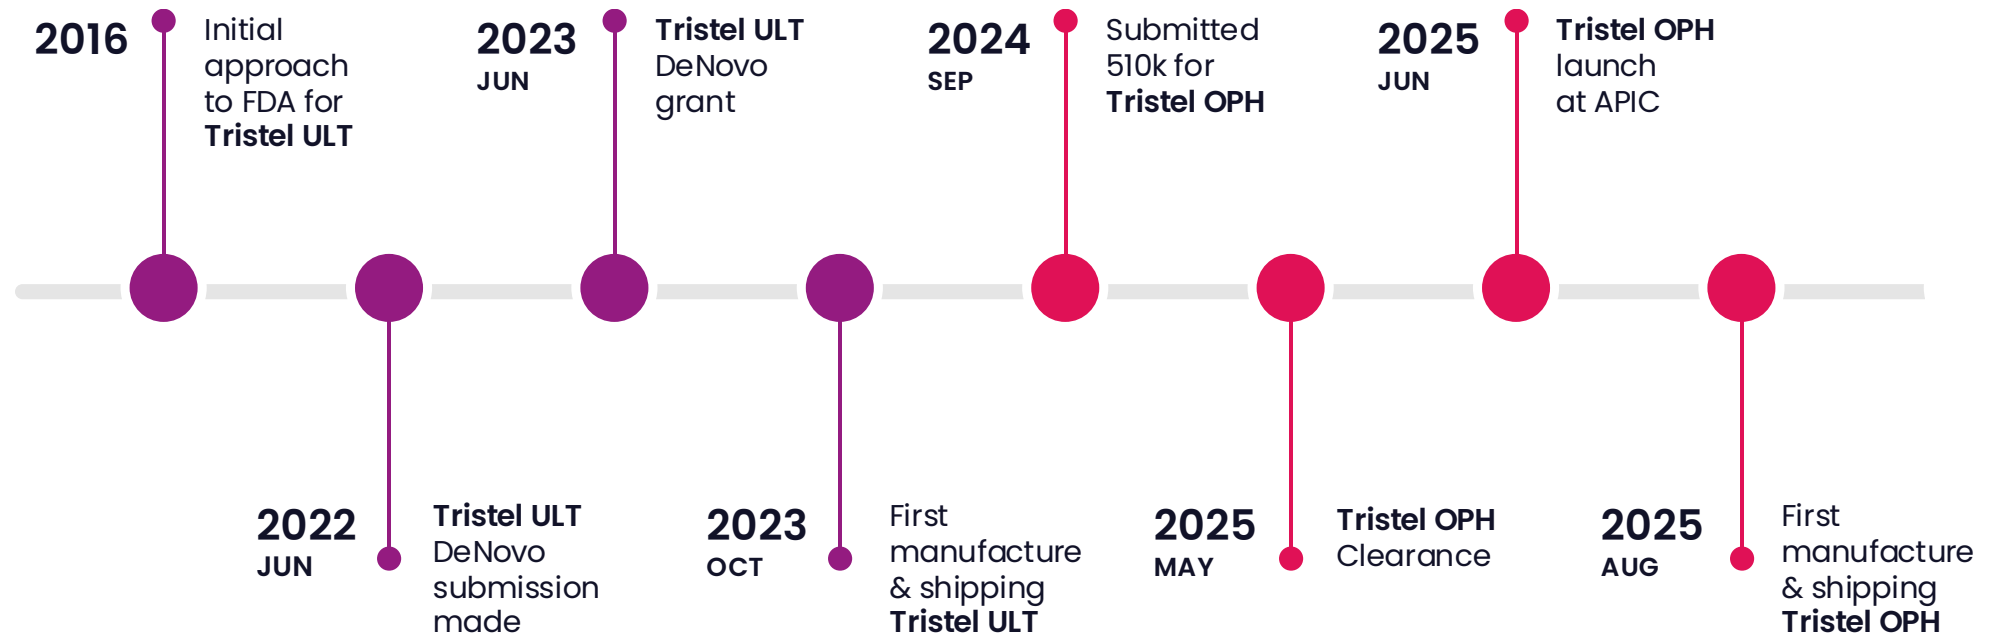 2016
Initial
approach
to FDA for
Tristel ULT
2022
JUN
Tristel ULT
DeNovo
submission
made
2023
JUN
Tristel ULT
DeNovo
grant
2023
OCT
First
manufacture
& shipping
Tristel ULT
2024
SEP
Submitted
510k for
Tristel OPH
2025
MAY
Tristel OPH
Clearance
2025
JUN
Tristel OPH
launch
at APIC
2025
AUG
First
manufacture
& shipping
Tristel OPH